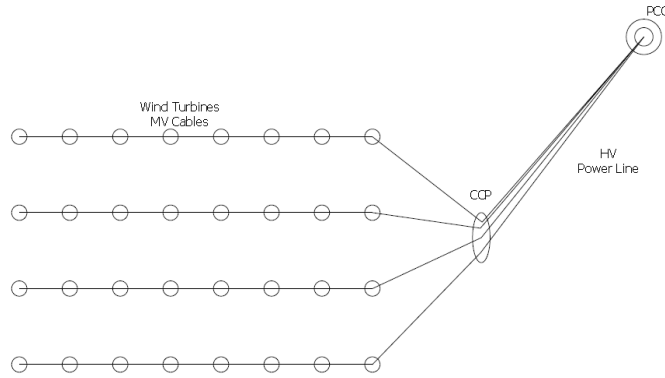 PCC
Wind Turbines
MV Cables
HV
Power Line
CCP